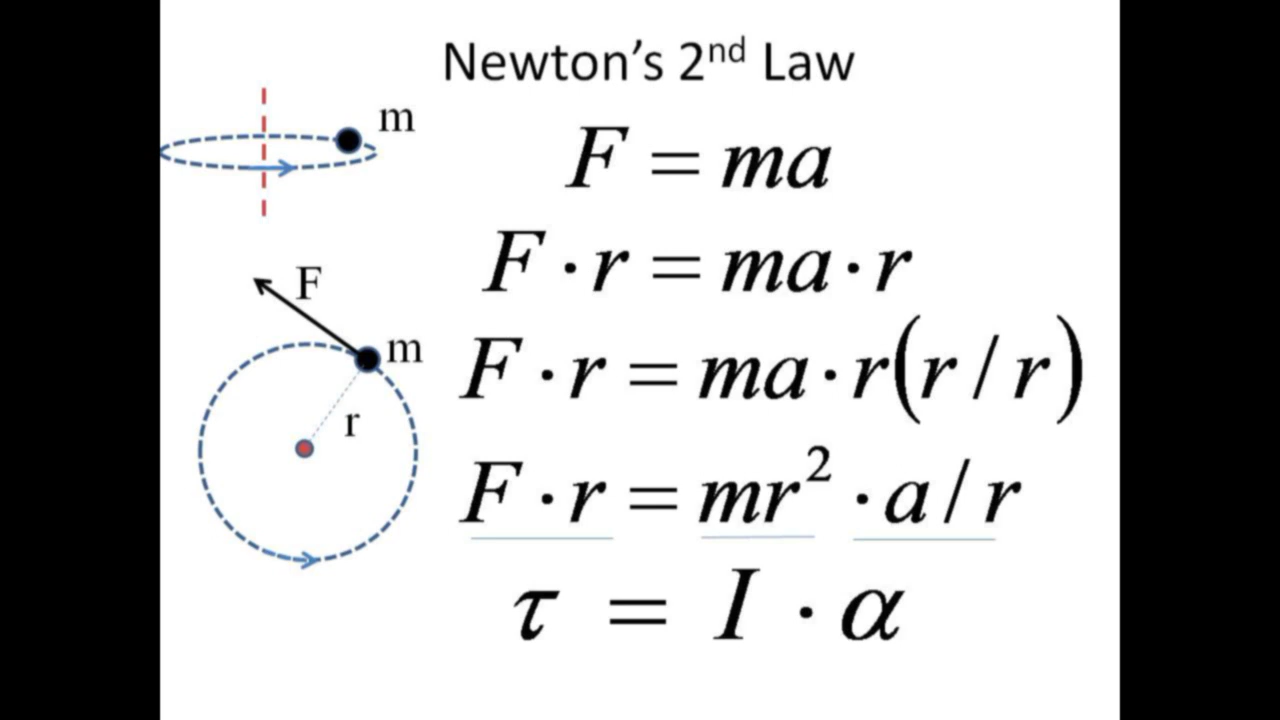 Newton's 2nd Law
m
F = ma
F · r = ma · r
F
m
r
F · r = ma · r(r / r)
F · r = mr² · a / r
τ = I · α